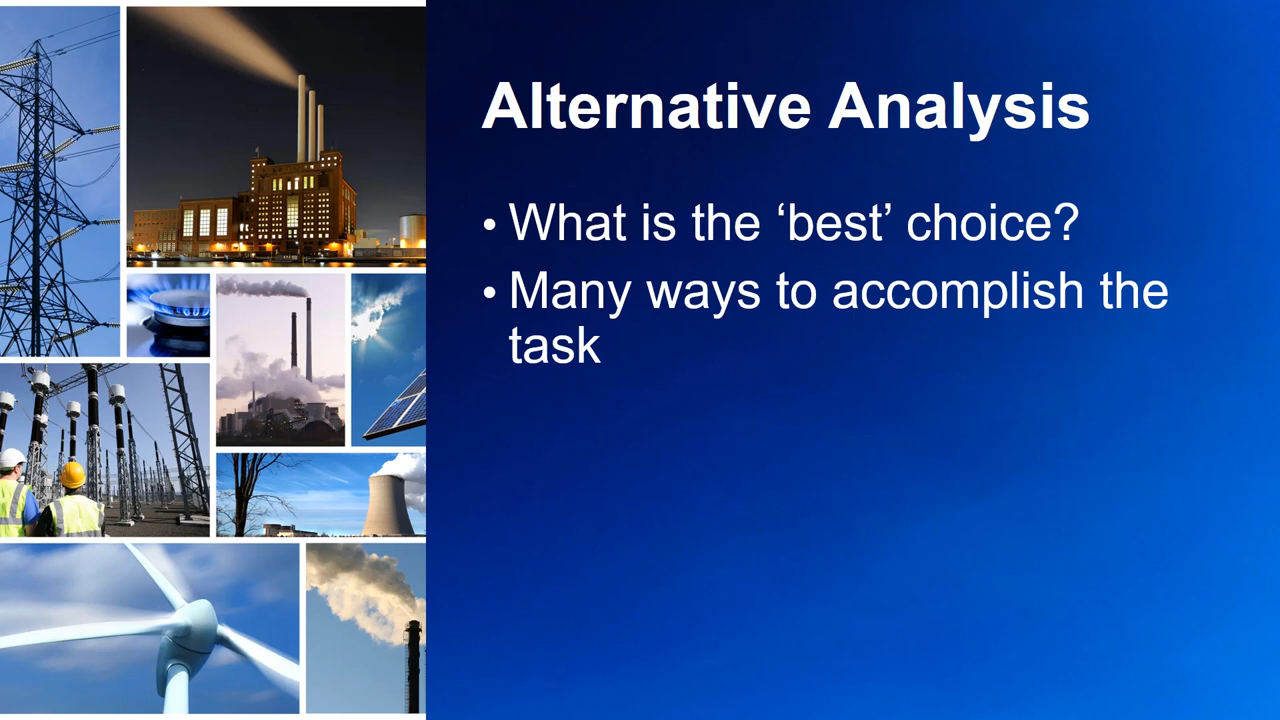 Alternative Analysis
• What is the ‘best’ choice?
• Many ways to accomplish the
task